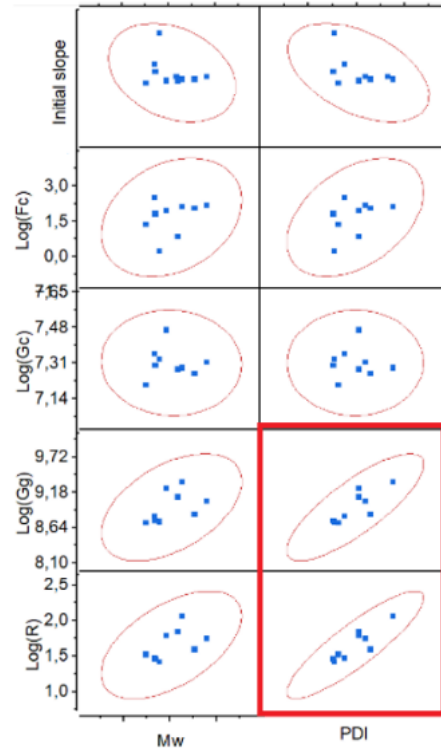 Initial slope
Log(Fc)
3,0
1,5
0,0
Log(Gc)
7,65
7,48
7,31
7,14
Log(Gg)
9,72
9,18
8,64
8,10
Log(R)
2,5
2,0
1,5
1,0
Mw
PDI